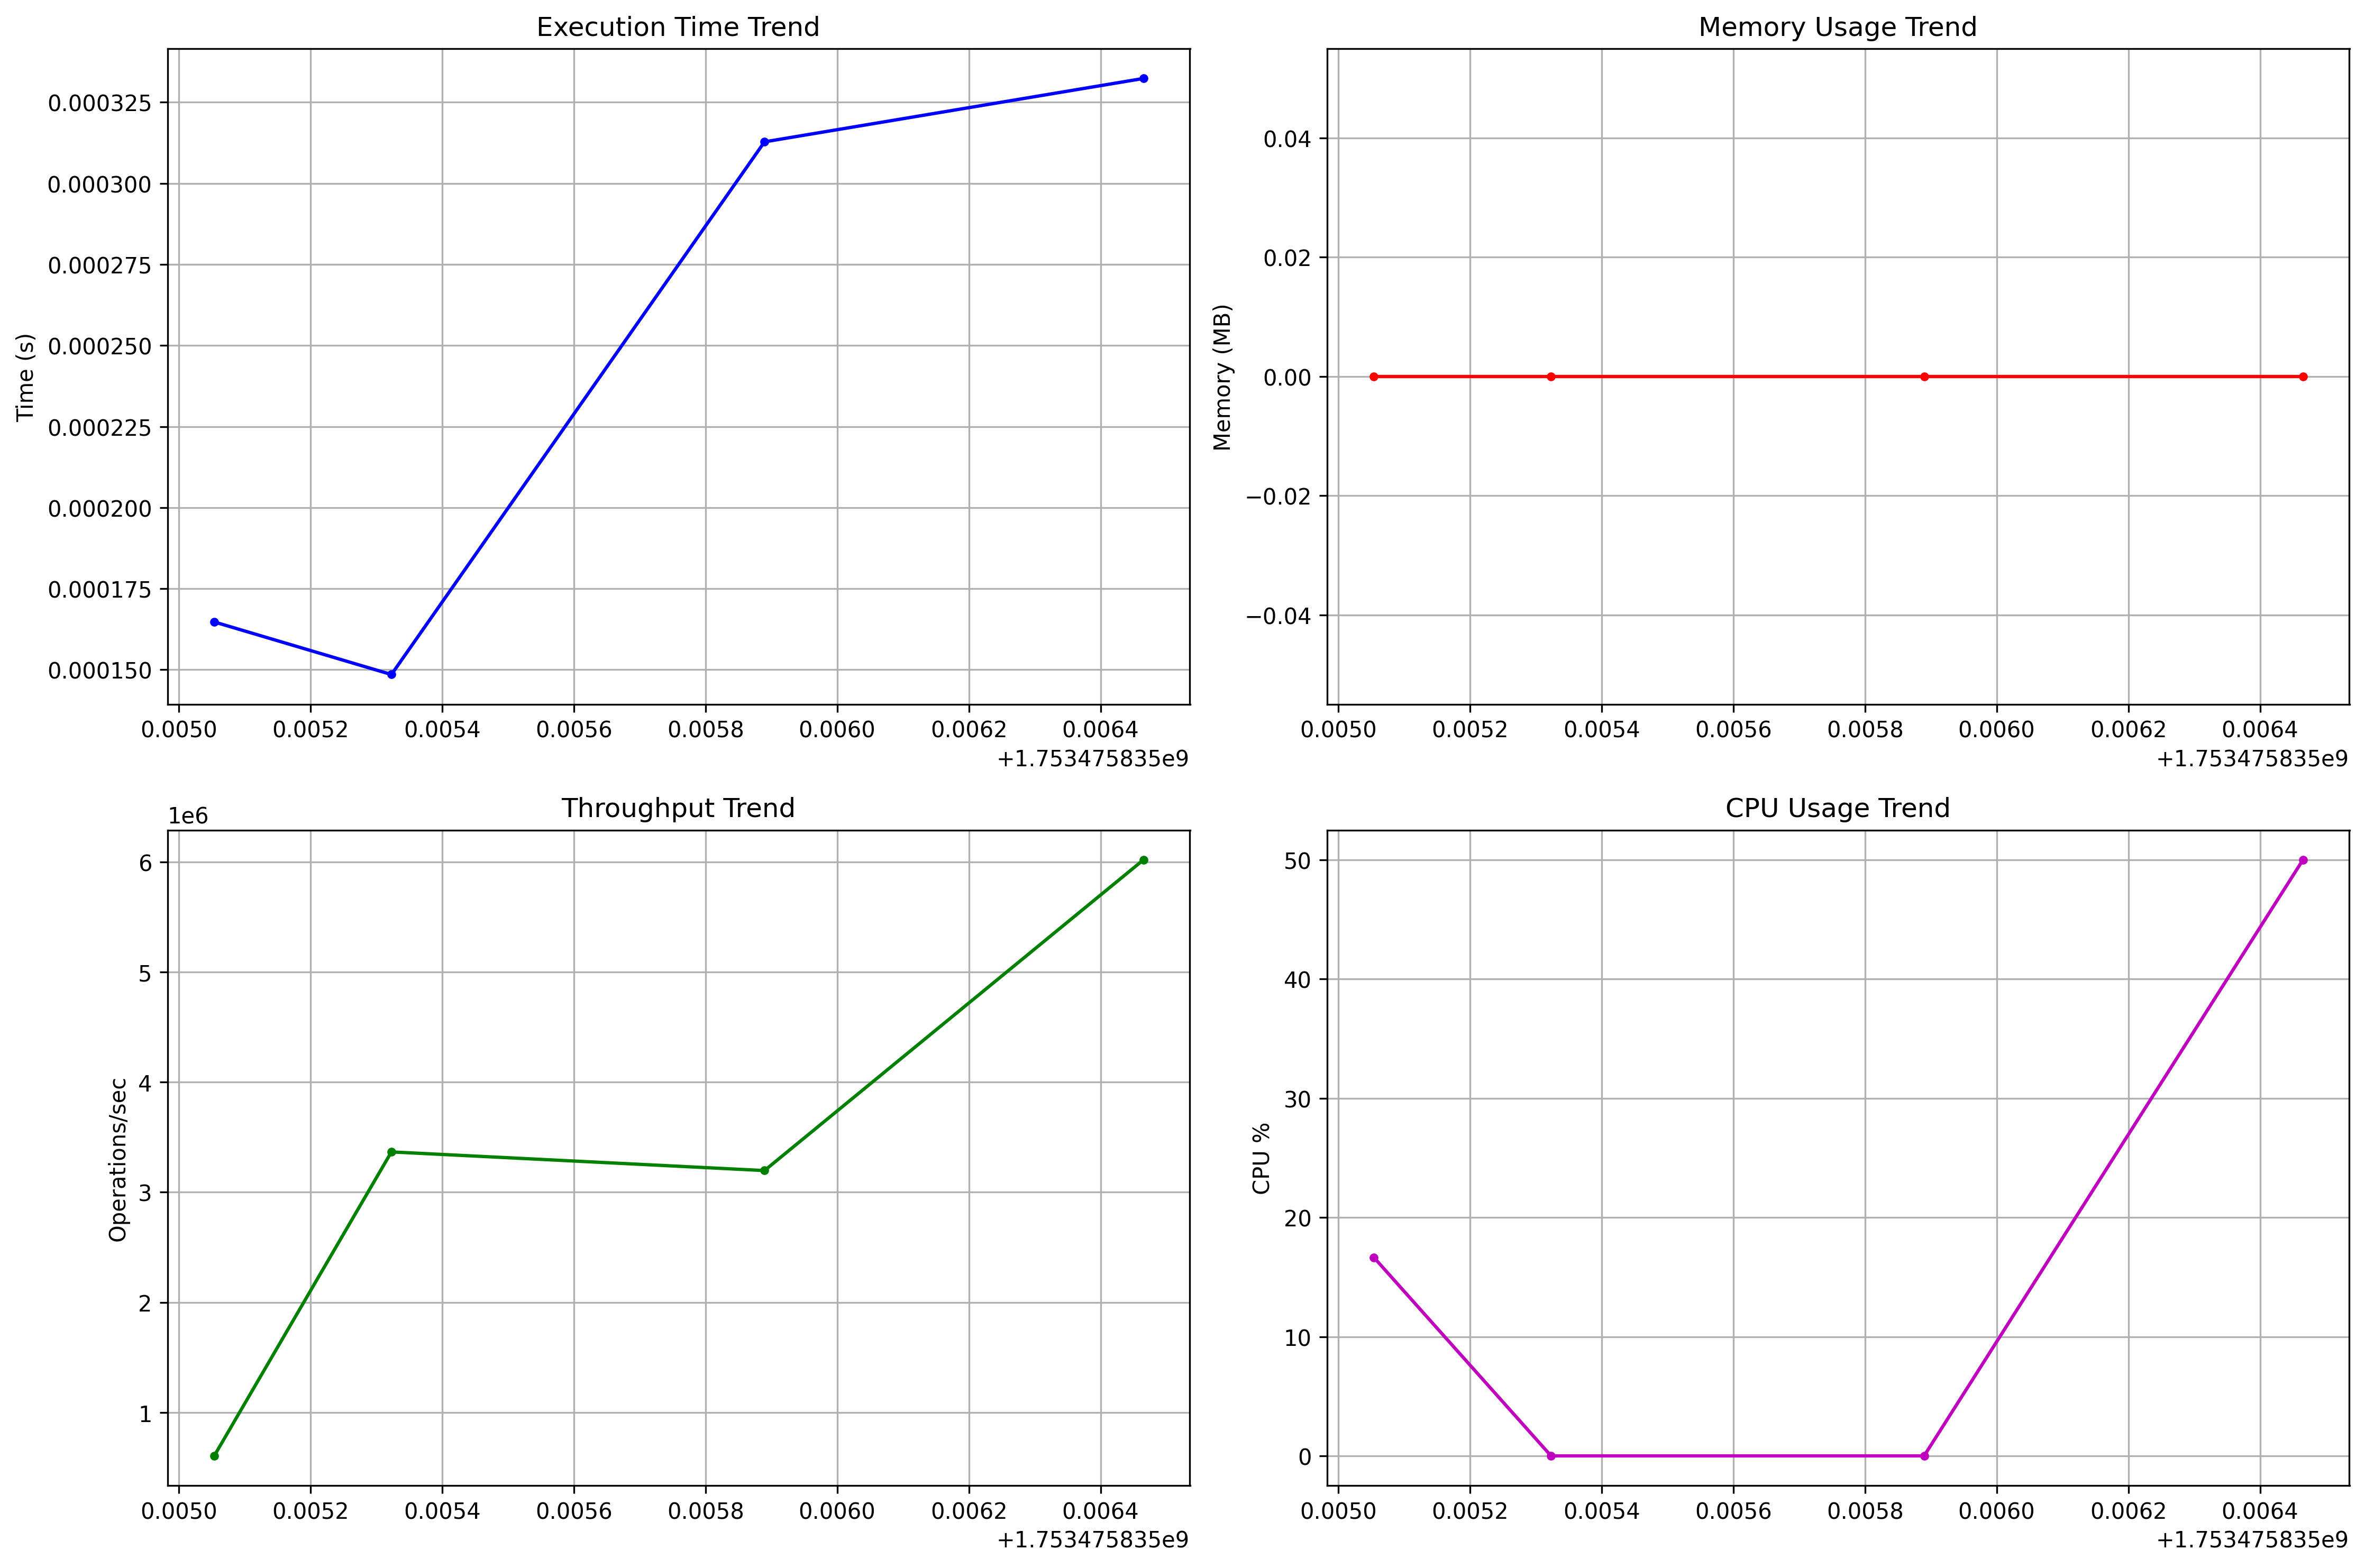 Execution Time Trend
Time (s)
0.000325
0.000300
0.000275
0.000250
0.000225
0.000200
0.000175
0.000150
0.0050 0.0052 0.0054 0.0056 0.0058 0.0060 0.0062 0.0064
+1.753475835e9
Memory Usage Trend
Memory (MB)
0.04
0.02
0.00
−0.02
−0.04
0.0050 0.0052 0.0054 0.0056 0.0058 0.0060 0.0062 0.0064
+1.753475835e9
Throughput Trend
1e6
Operations/sec
6
5
4
3
2
1
0.0050 0.0052 0.0054 0.0056 0.0058 0.0060 0.0062 0.0064
+1.753475835e9
CPU Usage Trend
CPU %
50
40
30
20
10
0
0.0050 0.0052 0.0054 0.0056 0.0058 0.0060 0.0062 0.0064
+1.753475835e9